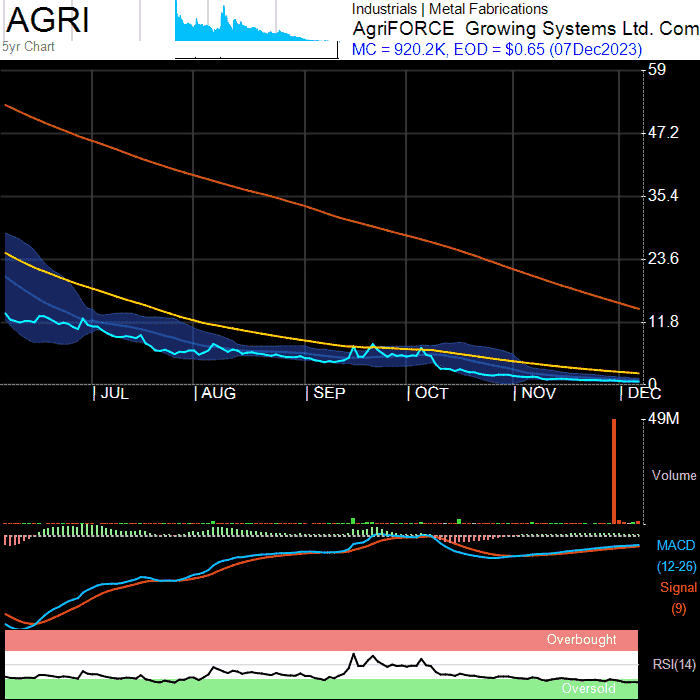 AGRI
5yr Chart
Industrials | Metal Fabrications
AgriFORCE Growing Systems Ltd. Com
MC = 920.2K, EOD = $0.65 (07Dec2023)
59
47.2
35.4
23.6
11.8
0
| JUL | AUG | SEP | OCT | NOV | DEC
49M
Volume
MACD
(12-26)
Signal
(9)
Overbought
RSI(14)
Oversold